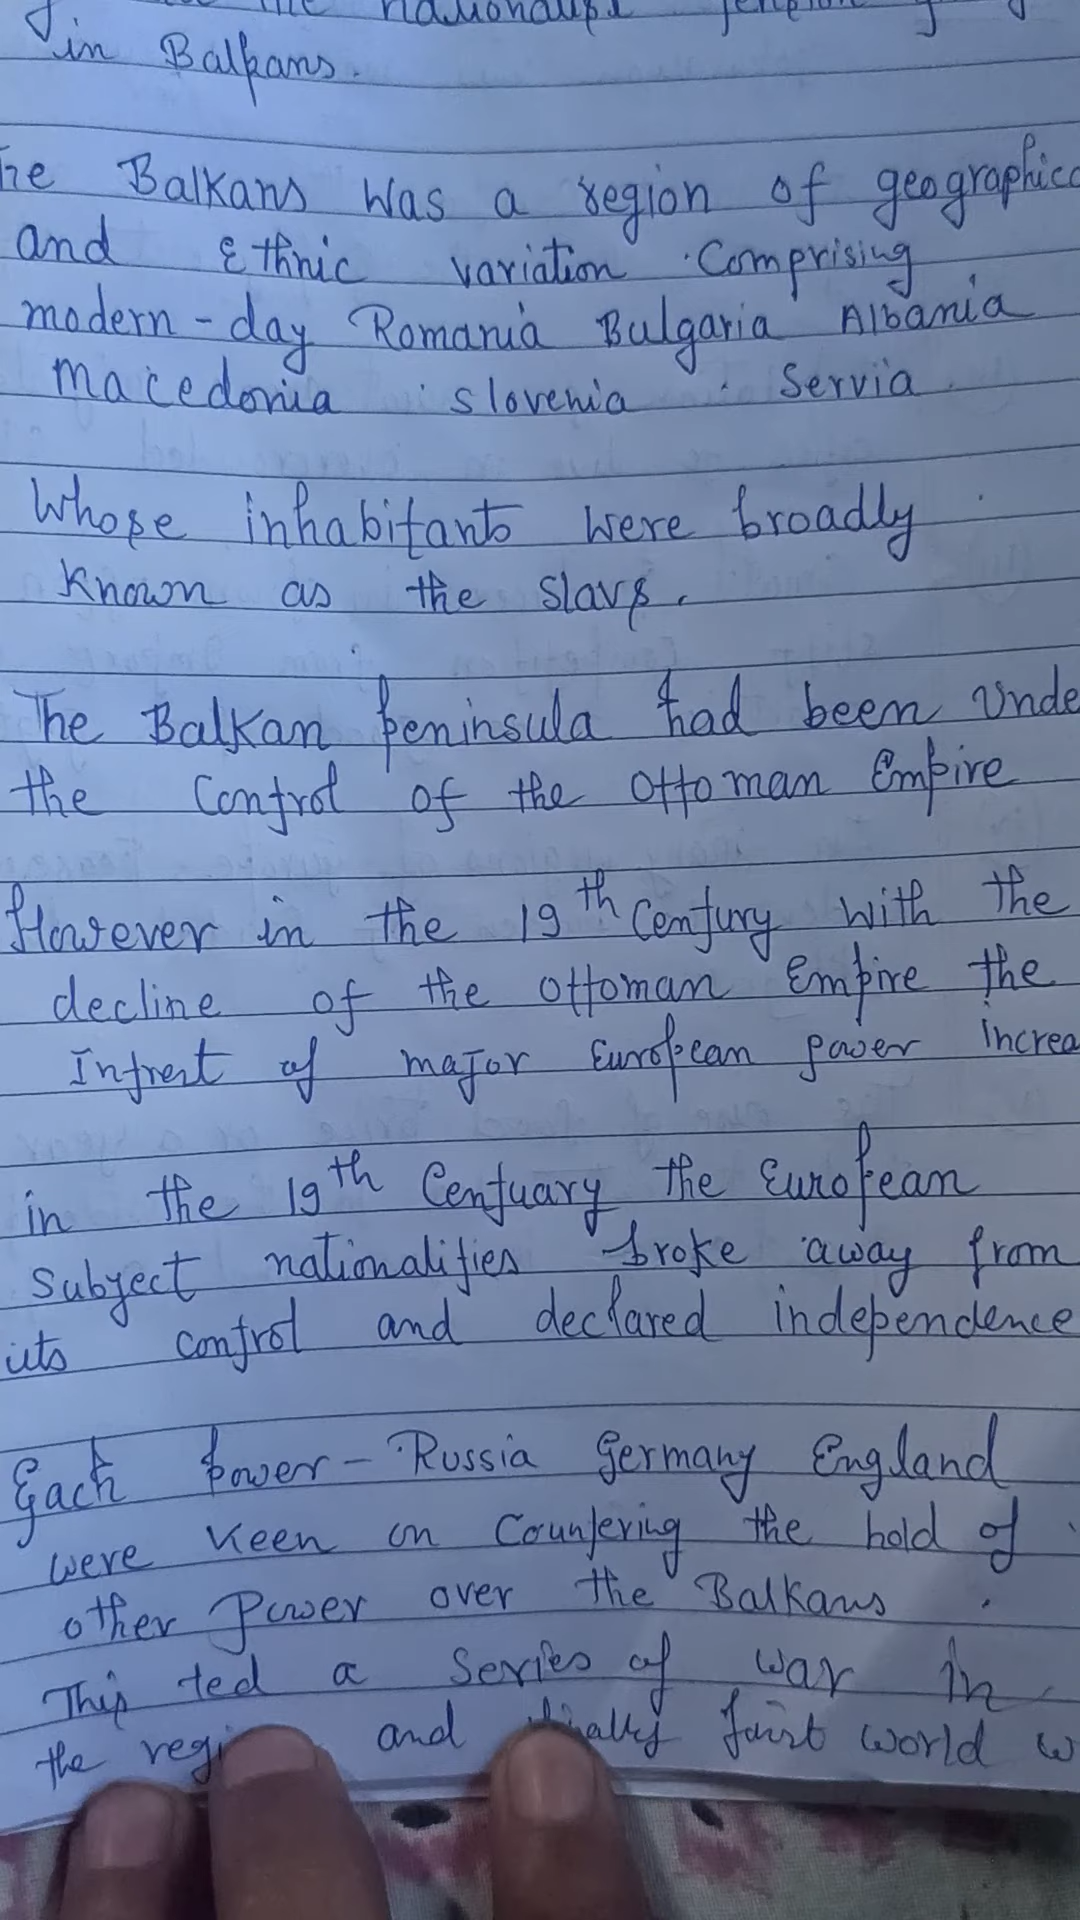 the nationalist
in Balkans.
The Balkans was a region of geographic
and Ethnic variation Comprising
modern-day Romania Bulgaria Albania
Macedonia slovenia Servia
Whose inhabitants were broadly
known as the slavs.
The Balkan peninsula had been Unde
the Control of the Ottoman Empire
However in the 19th Century with the
decline of the Ottoman Empire the
Intrest of major European power increa
in the 19th Centuary the European
subject nationalities broke away from
its control and declared independence
Each power - Russia Germany England
were keen on Countering the hold of
other Power over the Balkans
This led a series of war in
the and world